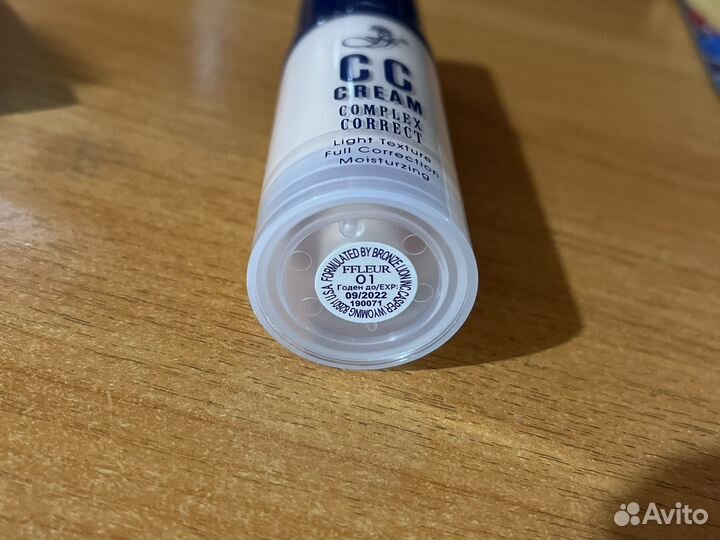 CC
CREAM
COMPLEX
CORRECT
Light Texture
Full Correction
Moisturzing
FORMULATED BY BRONZE LION INC, CASPER WYOMING 82601 U.S.A.
FFLEUR
01
Годен до/EXP:
09/2022
190071
Avito